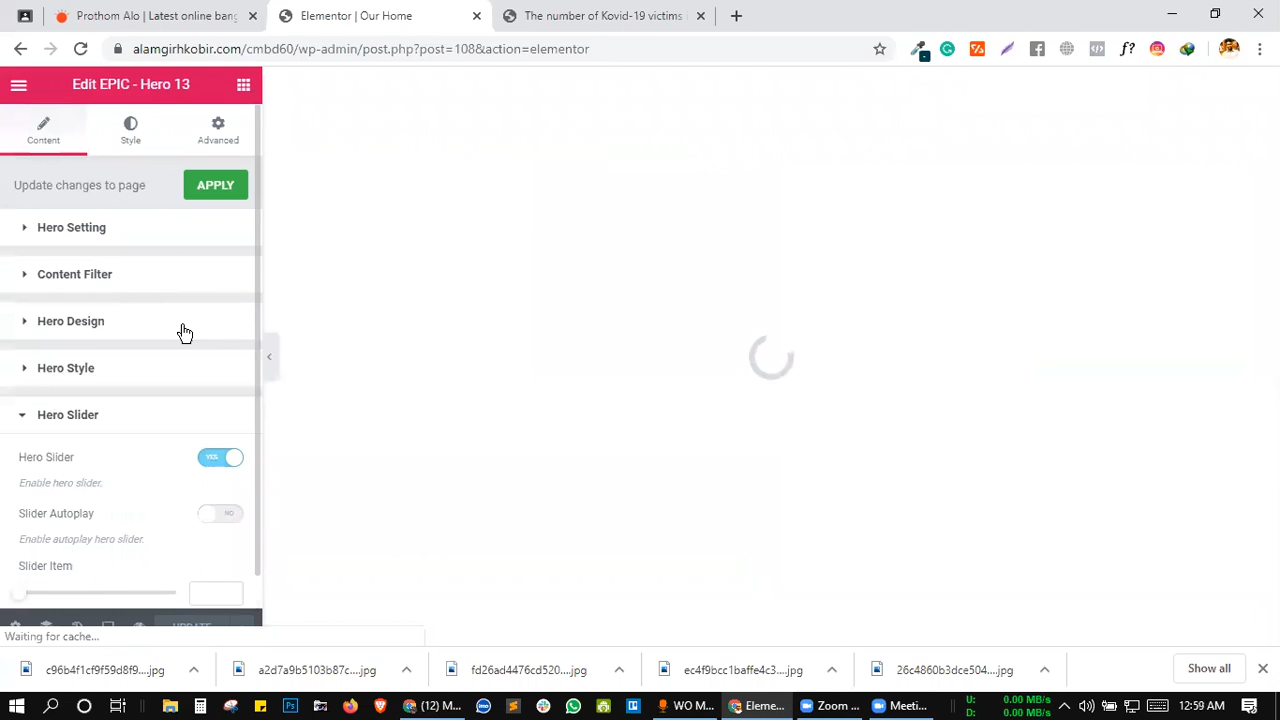 Prothom Alo | Latest online bang
Elementor | Our Home
The number of Kovid-19 victims
alamgirhkobir.com/cmbd60/wp-admin/post.php?post=108&action=elementor
f?
Edit EPIC - Hero 13
Content
Style
Advanced
Update changes to page
APPLY
Hero Setting
Content Filter
Hero Design
Hero Style
Hero Slider
Hero Slider
YES
Enable hero slider.
Slider Autoplay
NO
Enable autoplay hero slider.
Slider Item
UPDATE
Waiting for cache...
c96b4f1cf9f59d8f9....jpg
a2d7a9b5103b87c....jpg
fd26ad4476cd520....jpg
ec4f9bcc1baffe4c3....jpg
26c4860b3dce504....jpg
Show all
Ps
(12) M...
WO M...
Eleme...
Zoom ...
Meeti...
U: 0.00 MB/s
D: 0.00 MB/s
12:59 AM